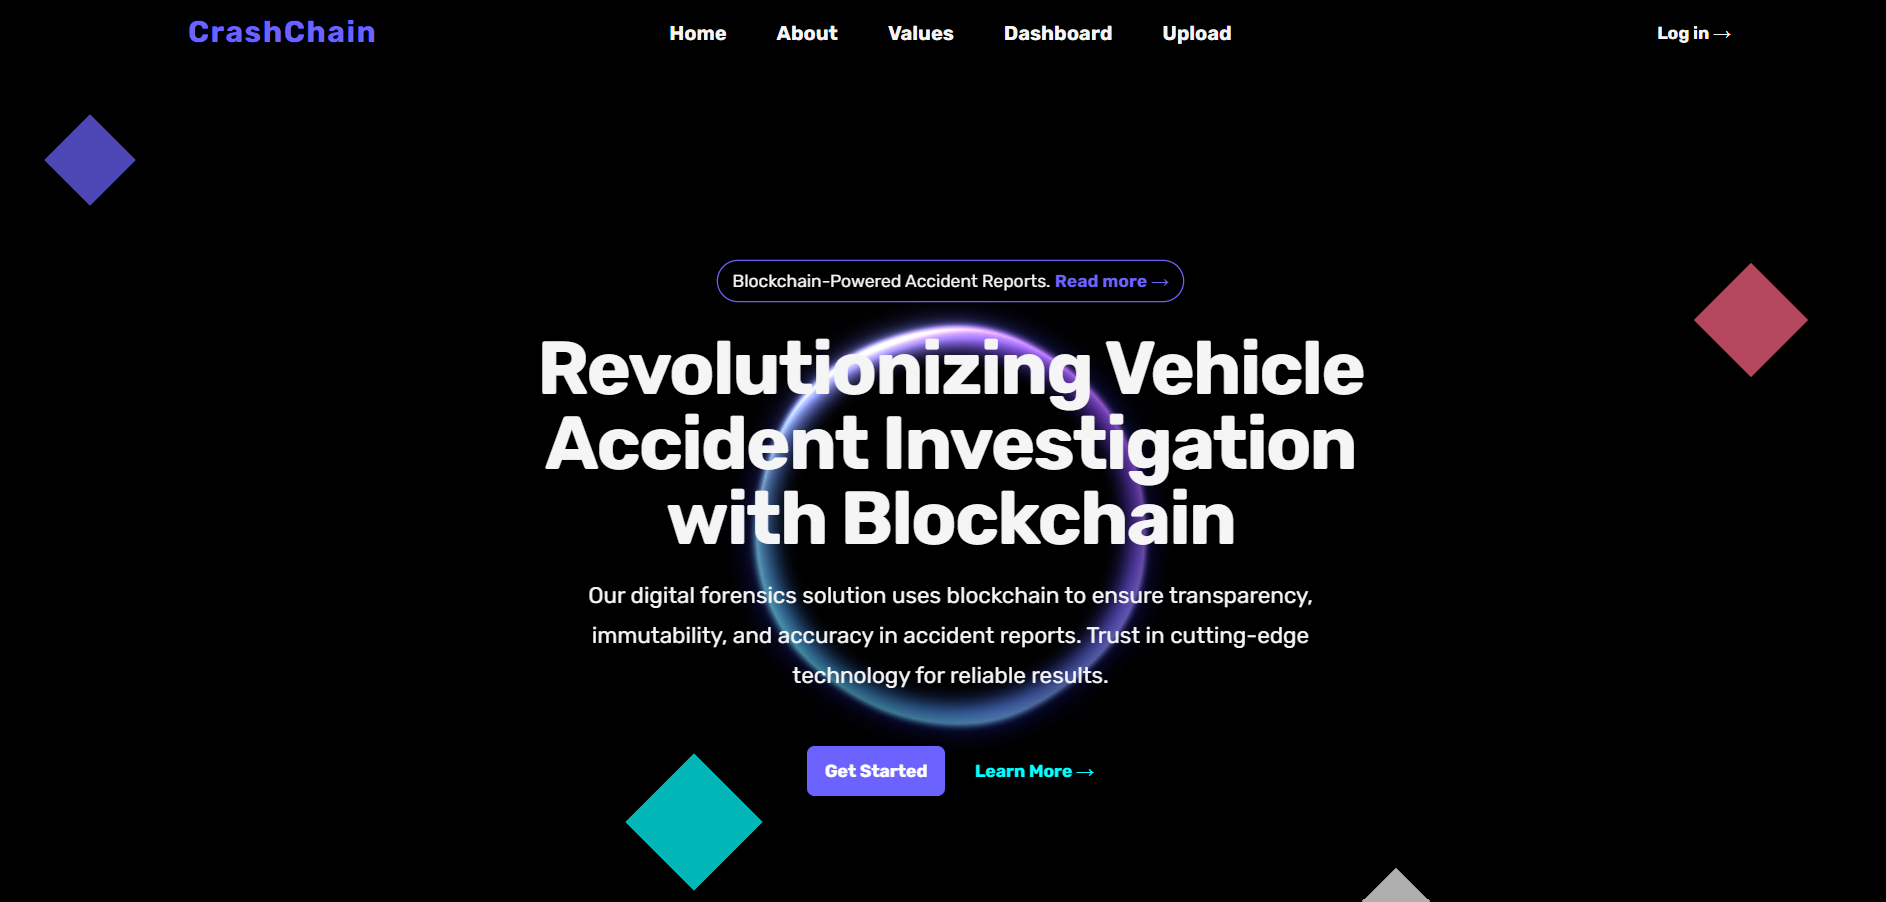 CrashChain
Home About Values Dashboard Upload
Log in →
Blockchain-Powered Accident Reports. Read more →
Revolutionizing Vehicle
Accident Investigation
with Blockchain
Our digital forensics solution uses blockchain to ensure transparency,
immutability, and accuracy in accident reports. Trust in cutting-edge
technology for reliable results.
Get Started
Learn More →